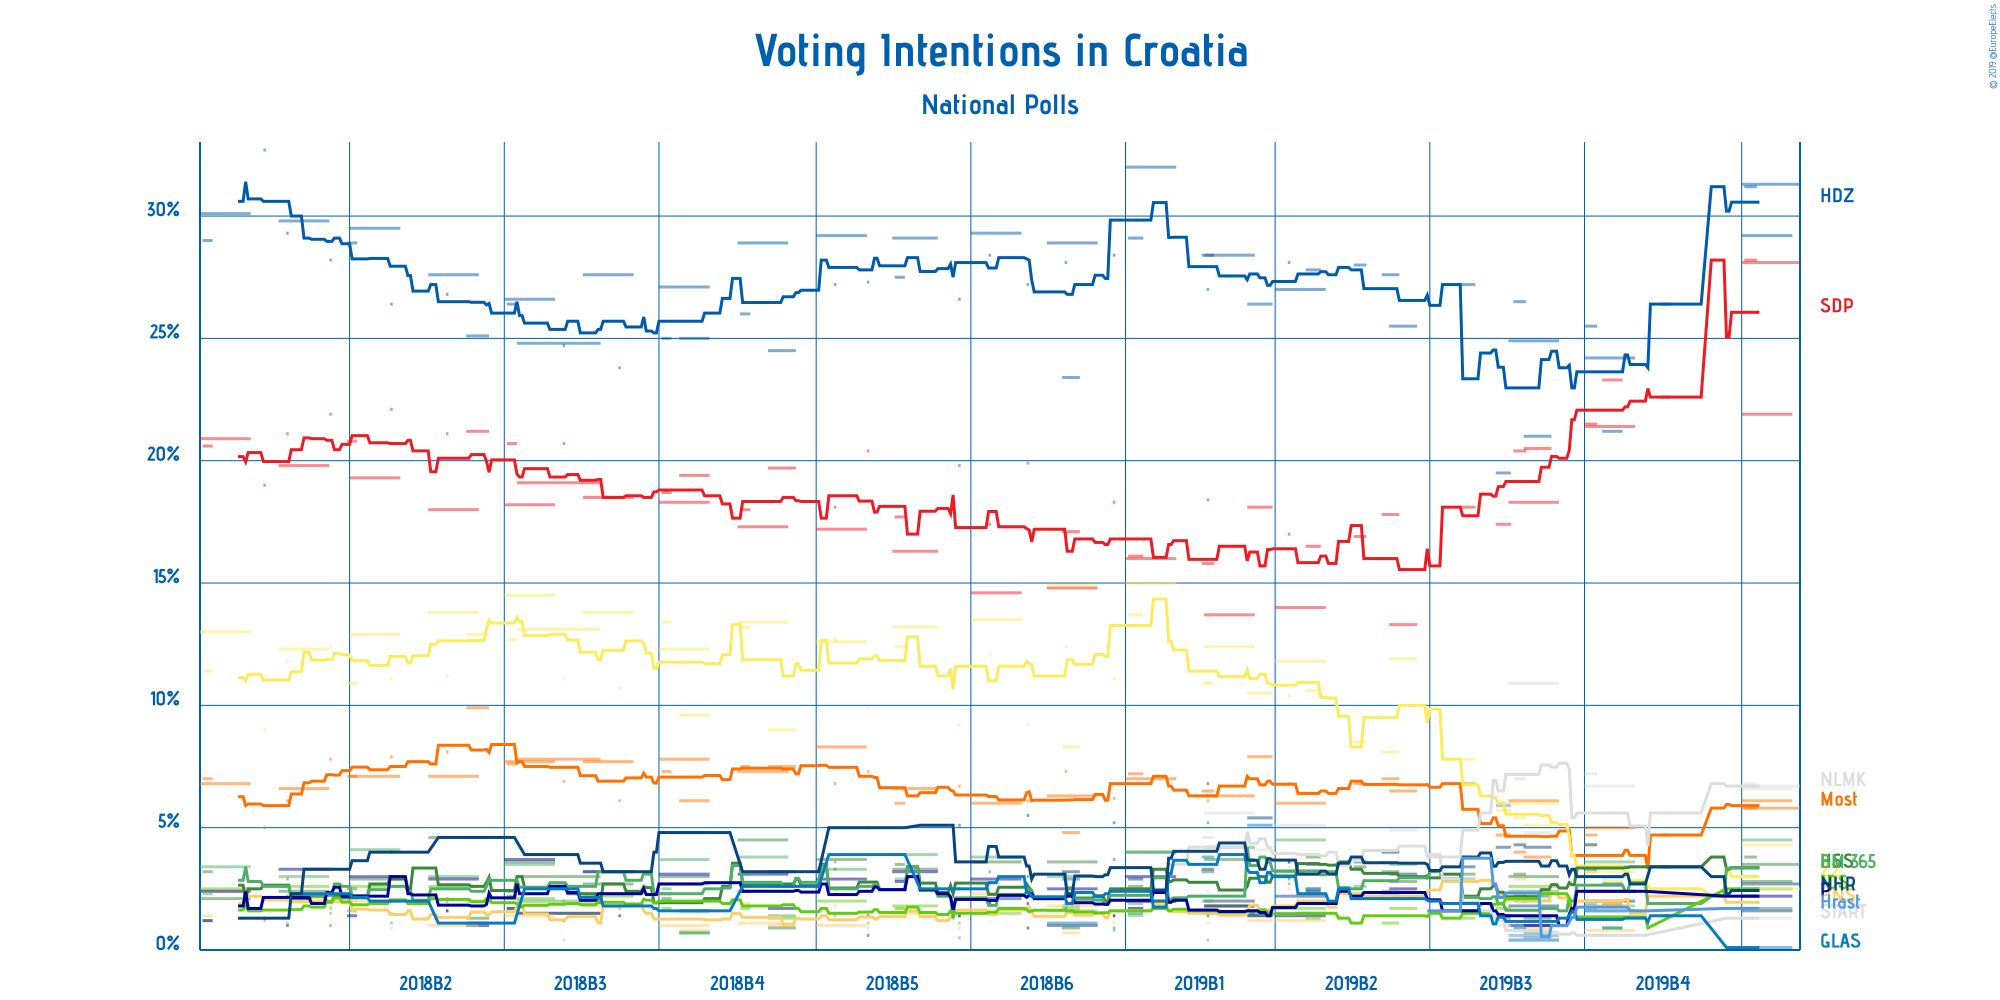 © 2019 @EuropeElects
Voting Intentions in Croatia
National Polls
30%
25%
20%
15%
10%
5%
0%
HDZ
SDP
NLMK
Most
365
NHR
Hrast
START
GLAS
2018B2
2018B3
2018B4
2018B5
2018B6
2019B1
2019B2
2019B3
2019B4